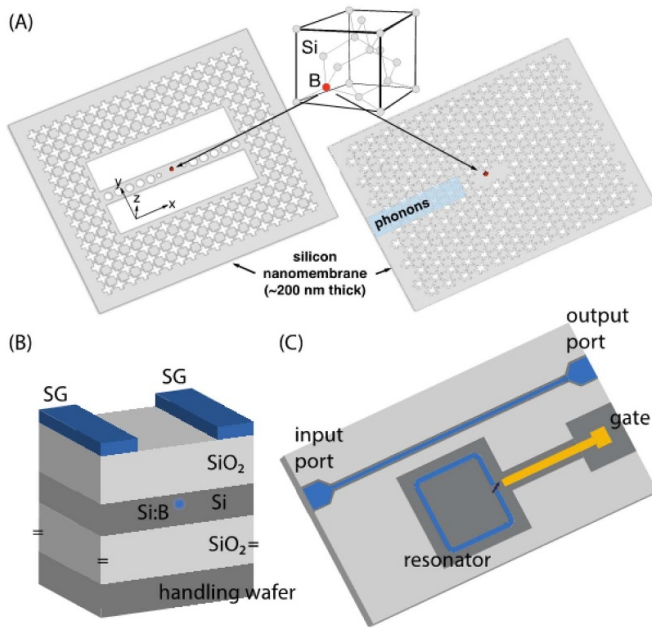 (A)
Si
B
y
z
x
phonons
silicon
nanomembrane
(~200 nm thick)
(B)
SG
SG
SiO₂
Si:B
Si
=
=
SiO₂=
handling wafer
(C)
output
port
input
port
gate
resonator